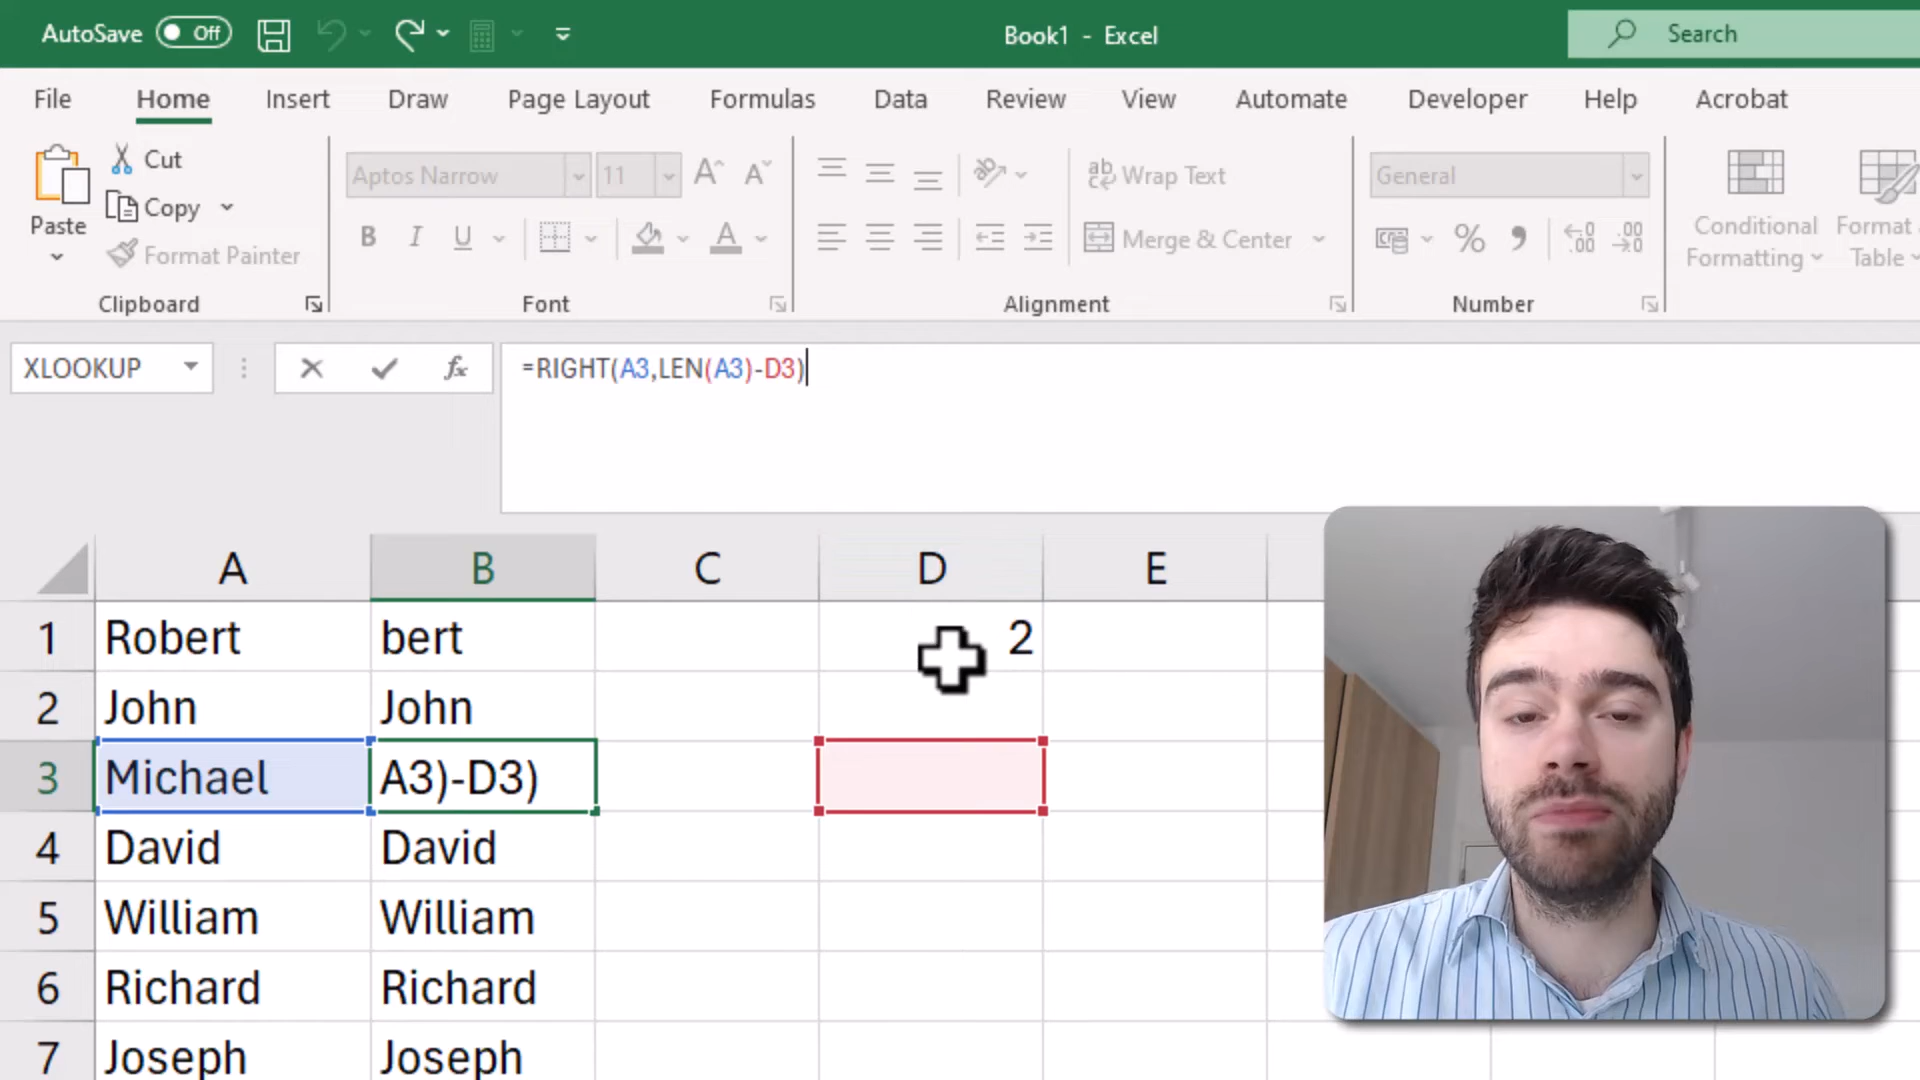 AutoSave Off Book1 - Excel Search
File Home Insert Draw Page Layout Formulas Data Review View Automate Developer Help Acrobat
Paste
Cut
Copy
Format Painter
Clipboard
Aptos Narrow 11
B I U
Font
Wrap Text
Merge & Center
Alignment
General
Number
Conditional
Formatting
Format
Table
XLOOKUP fx =RIGHT(A3,LEN(A3)-D3)
A B C D E
1 Robert bert 2
2 John John
3 Michael A3)-D3)
4 David David
5 William William
6 Richard Richard
7 Joseph Joseph